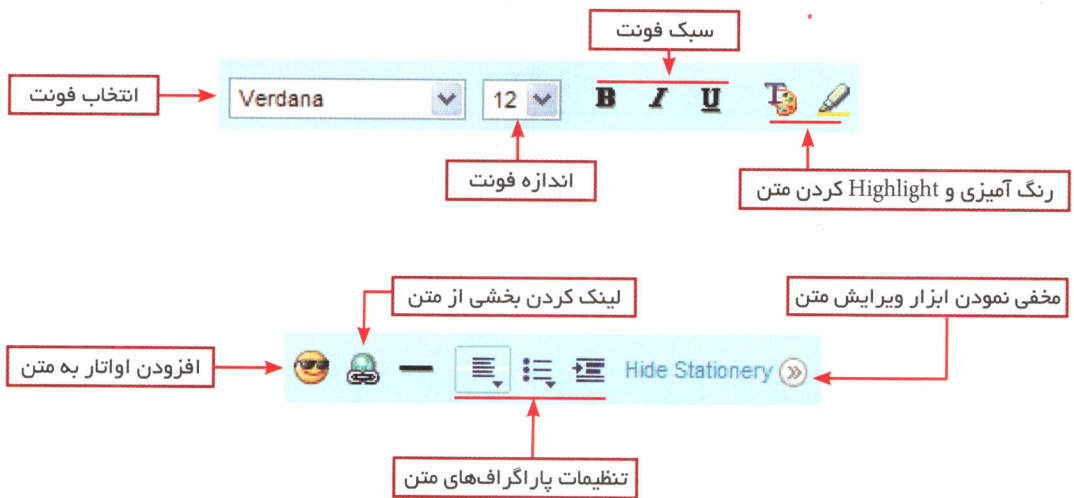 سبک فونت
انتخاب فونت
Verdana
12
B I U
T
اندازه فونت
رنگ آمیزی و Highlight کردن متن
لینک کردن بخشی از متن
مخفی نمودن ابزار ویرایش متن
افزودن اواتار به متن
Hide Stationery
تنظیمات پاراگراف‌های متن